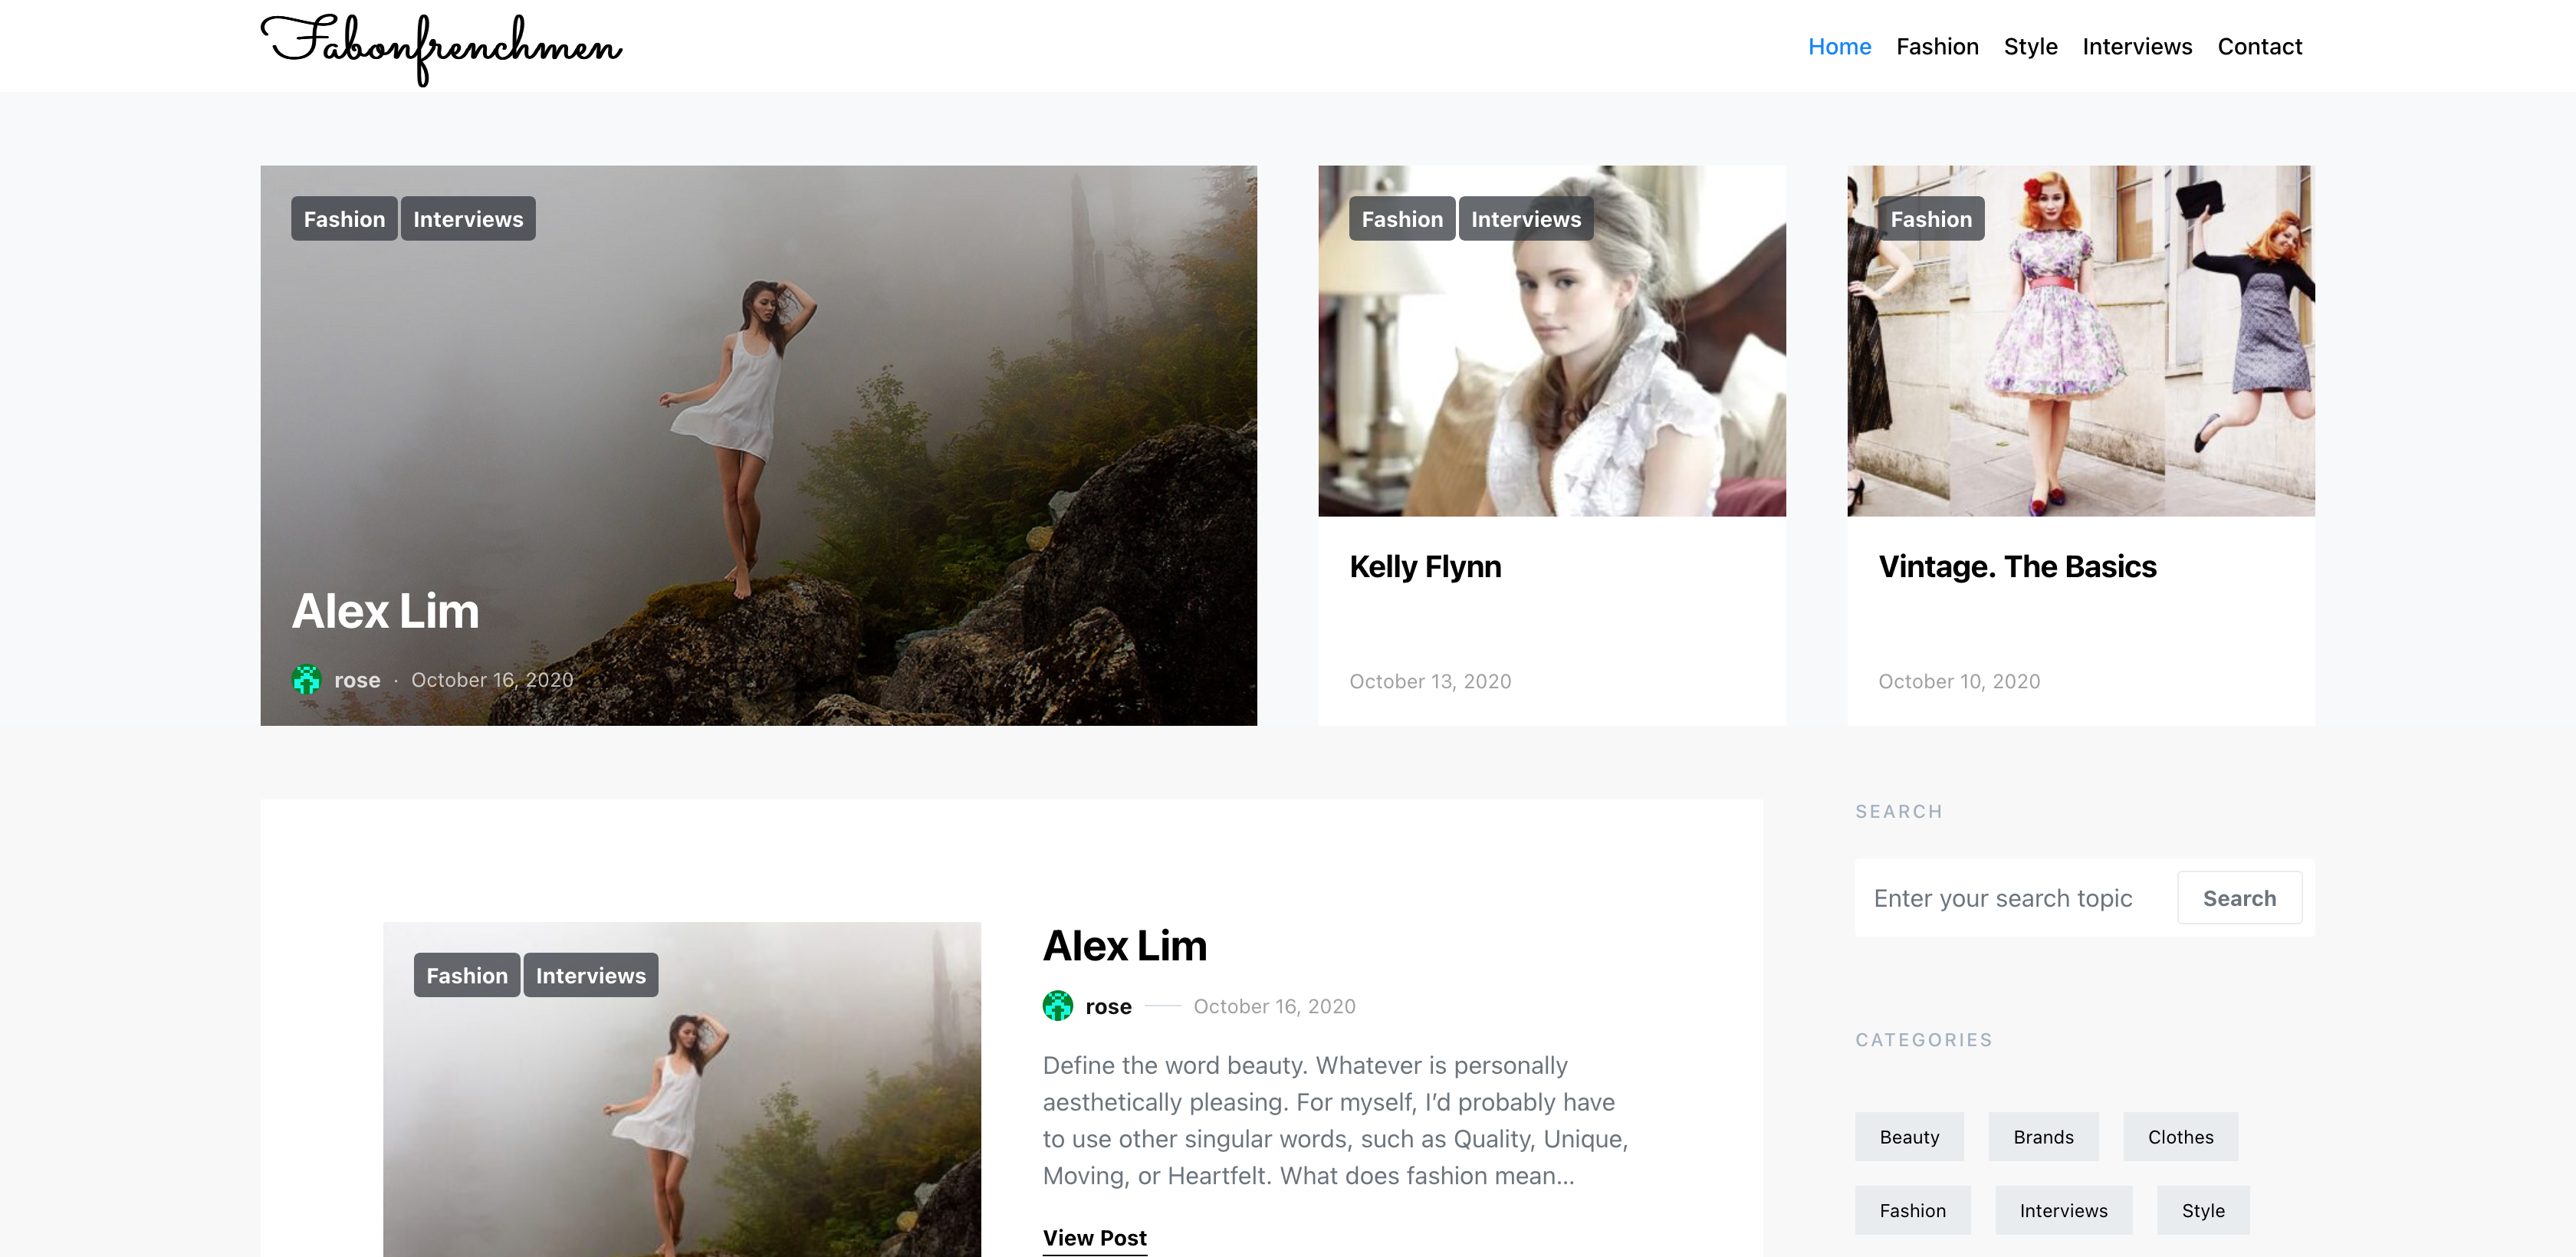 Fabonfrenchmen
Home Fashion Style Interviews Contact
Fashion Interviews
Alex Lim
rose · October 16, 2020
Fashion Interviews
Kelly Flynn
October 13, 2020
Fashion
Vintage. The Basics
October 10, 2020
Fashion Interviews
Alex Lim
rose October 16, 2020
Define the word beauty. Whatever is personally
aesthetically pleasing. For myself, I’d probably have
to use other singular words, such as Quality, Unique,
Moving, or Heartfelt. What does fashion mean...
View Post
SEARCH
Enter your search topic Search
CATEGORIES
Beauty Brands Clothes
Fashion Interviews Style